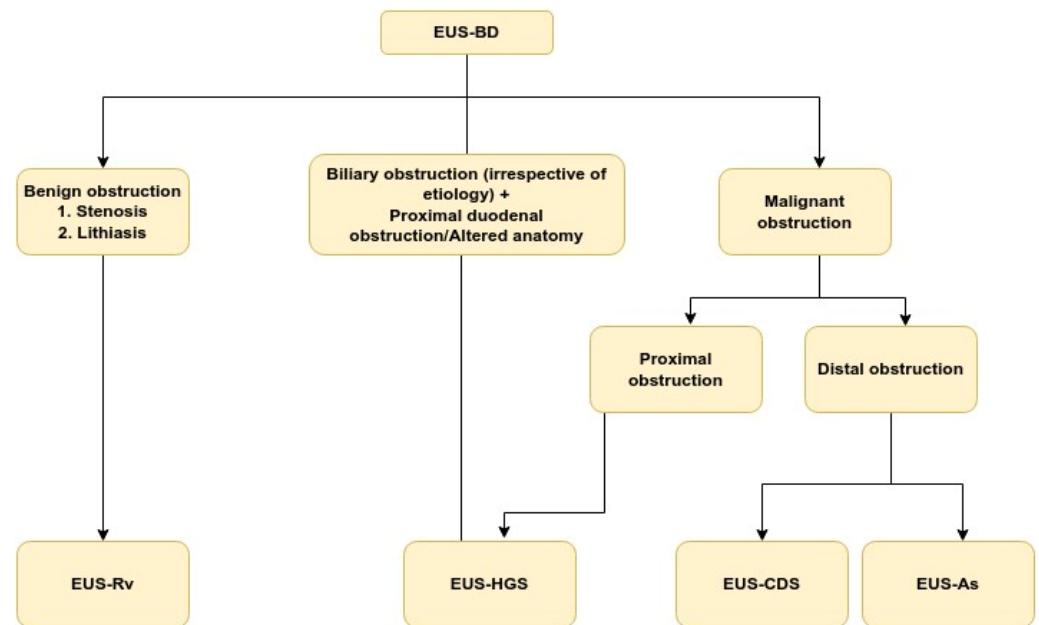 EUS-BD
Benign obstruction
1. Stenosis
2. Lithiasis
Biliary obstruction (irrespective of
etiology) +
Proximal duodenal
obstruction/Altered anatomy
Malignant
obstruction
Proximal
obstruction
Distal obstruction
EUS-Rv
EUS-HGS
EUS-CDS
EUS-As